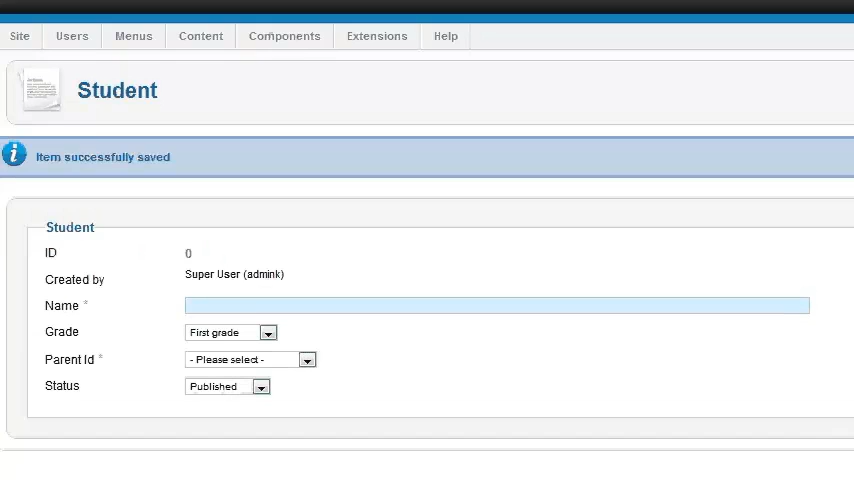 Site Users Menus Content Components Extensions Help
Student
Item successfully saved
Student
ID 0
Created by Super User (admink)
Name *
Grade First grade
Parent Id * - Please select -
Status Published